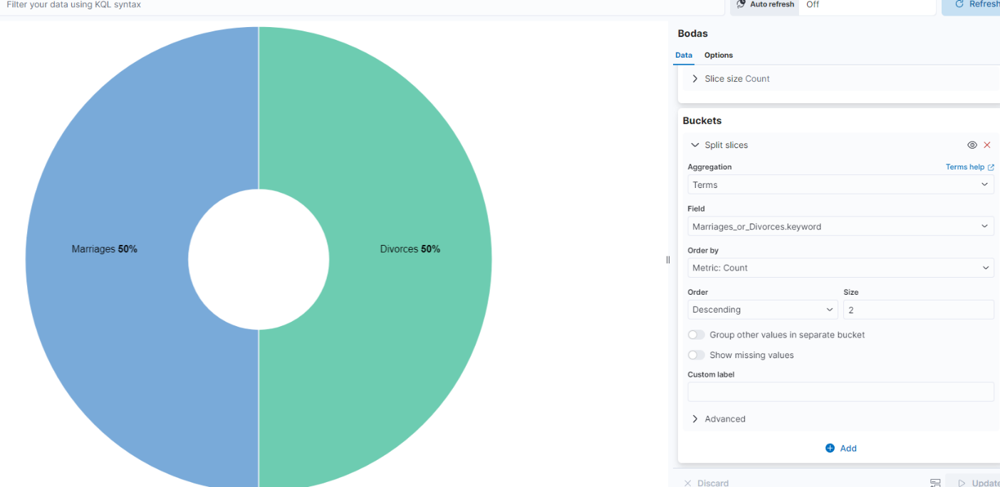 Filter your data using KQL syntax
Auto refresh
Off
Refresh
Bodas
Data Options
Slice size Count
Buckets
Split slices
Aggregation
Terms help
Terms
Field
Marriages_or_Divorces.keyword
Order by
Metric: Count
Order
Size
Descending
2
Group other values in separate bucket
Show missing values
Custom label
Advanced
Add
Discard
Update
Marriages 50%
Divorces 50%